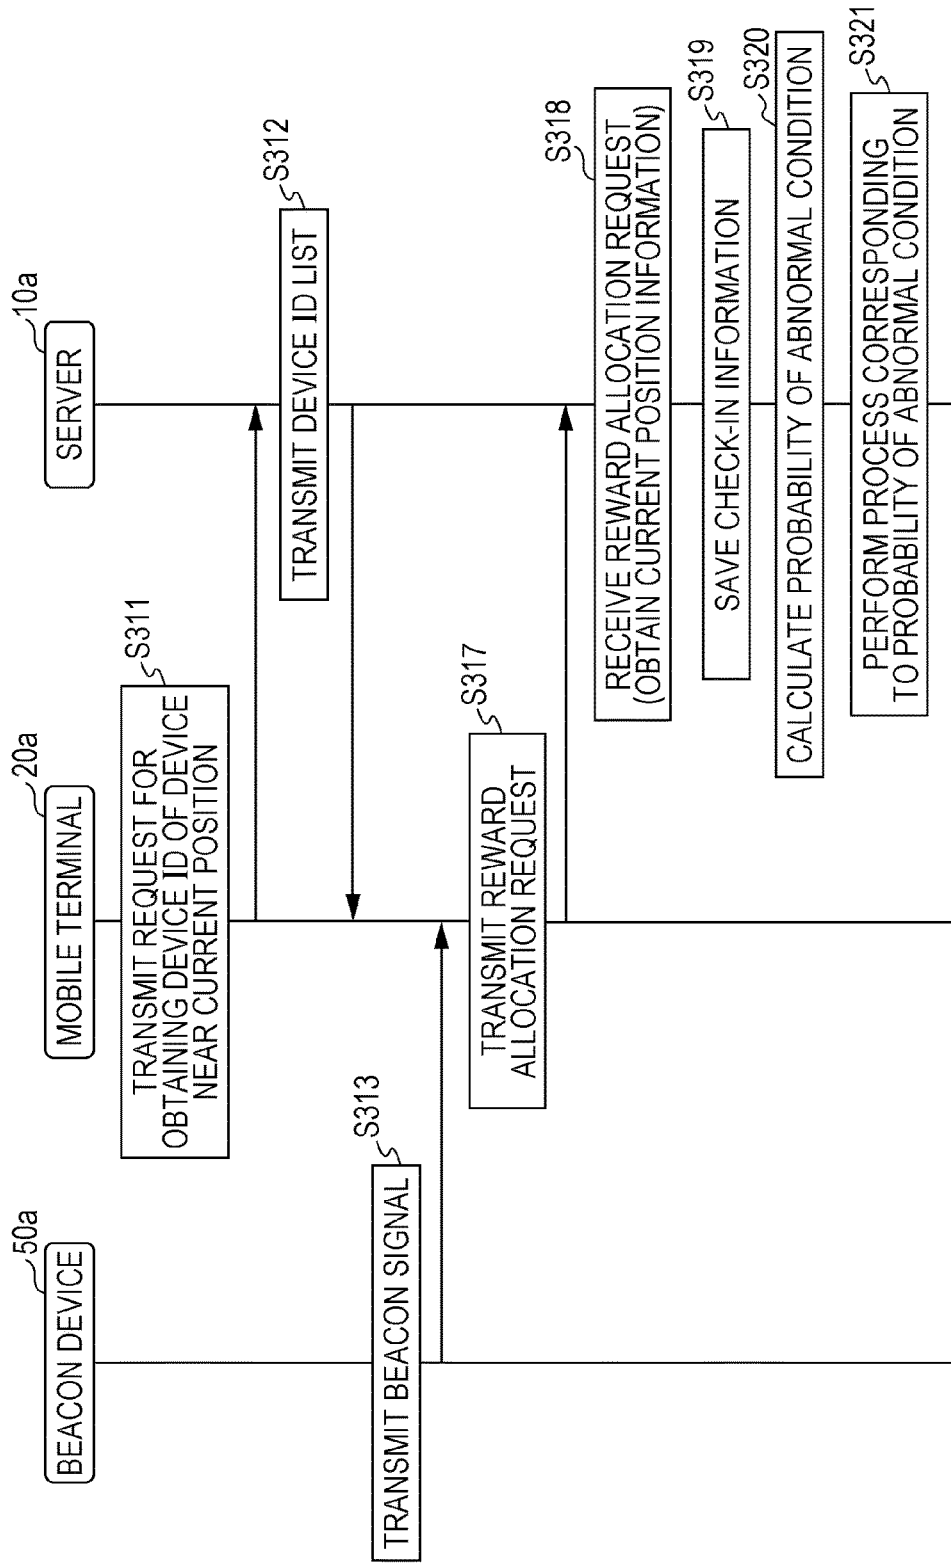 BEACON DEVICE
50a
MOBILE TERMINAL
20a
SERVER
10a
TRANSMIT REQUEST FOR
OBTAINING DEVICE ID OF DEVICE
NEAR CURRENT POSITION
S311
TRANSMIT DEVICE ID LIST
S312
TRANSMIT BEACON SIGNAL
S313
TRANSMIT REWARD
ALLOCATION REQUEST
S317
RECEIVE REWARD ALLOCATION REQUEST
(OBTAIN CURRENT POSITION INFORMATION)
S318
SAVE CHECK-IN INFORMATION
S319
CALCULATE PROBABILITY OF ABNORMAL CONDITION
S320
PERFORM PROCESS CORRESPONDING
TO PROBABILITY OF ABNORMAL CONDITION
S321